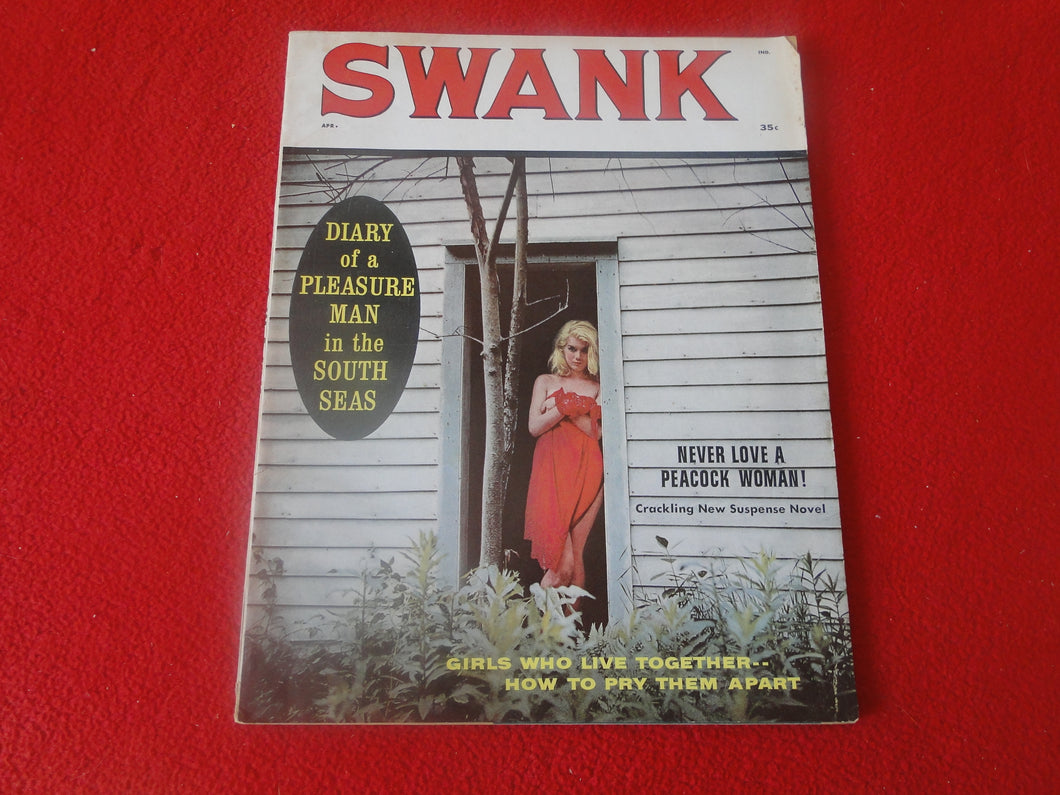 SWANK
IND.
APR.
35¢
DIARY
of a
PLEASURE
MAN
in the
SOUTH
SEAS
NEVER LOVE A
PEACOCK WOMAN!
Crackling New Suspense Novel
GIRLS WHO LIVE TOGETHER--
HOW TO PRY THEM APART